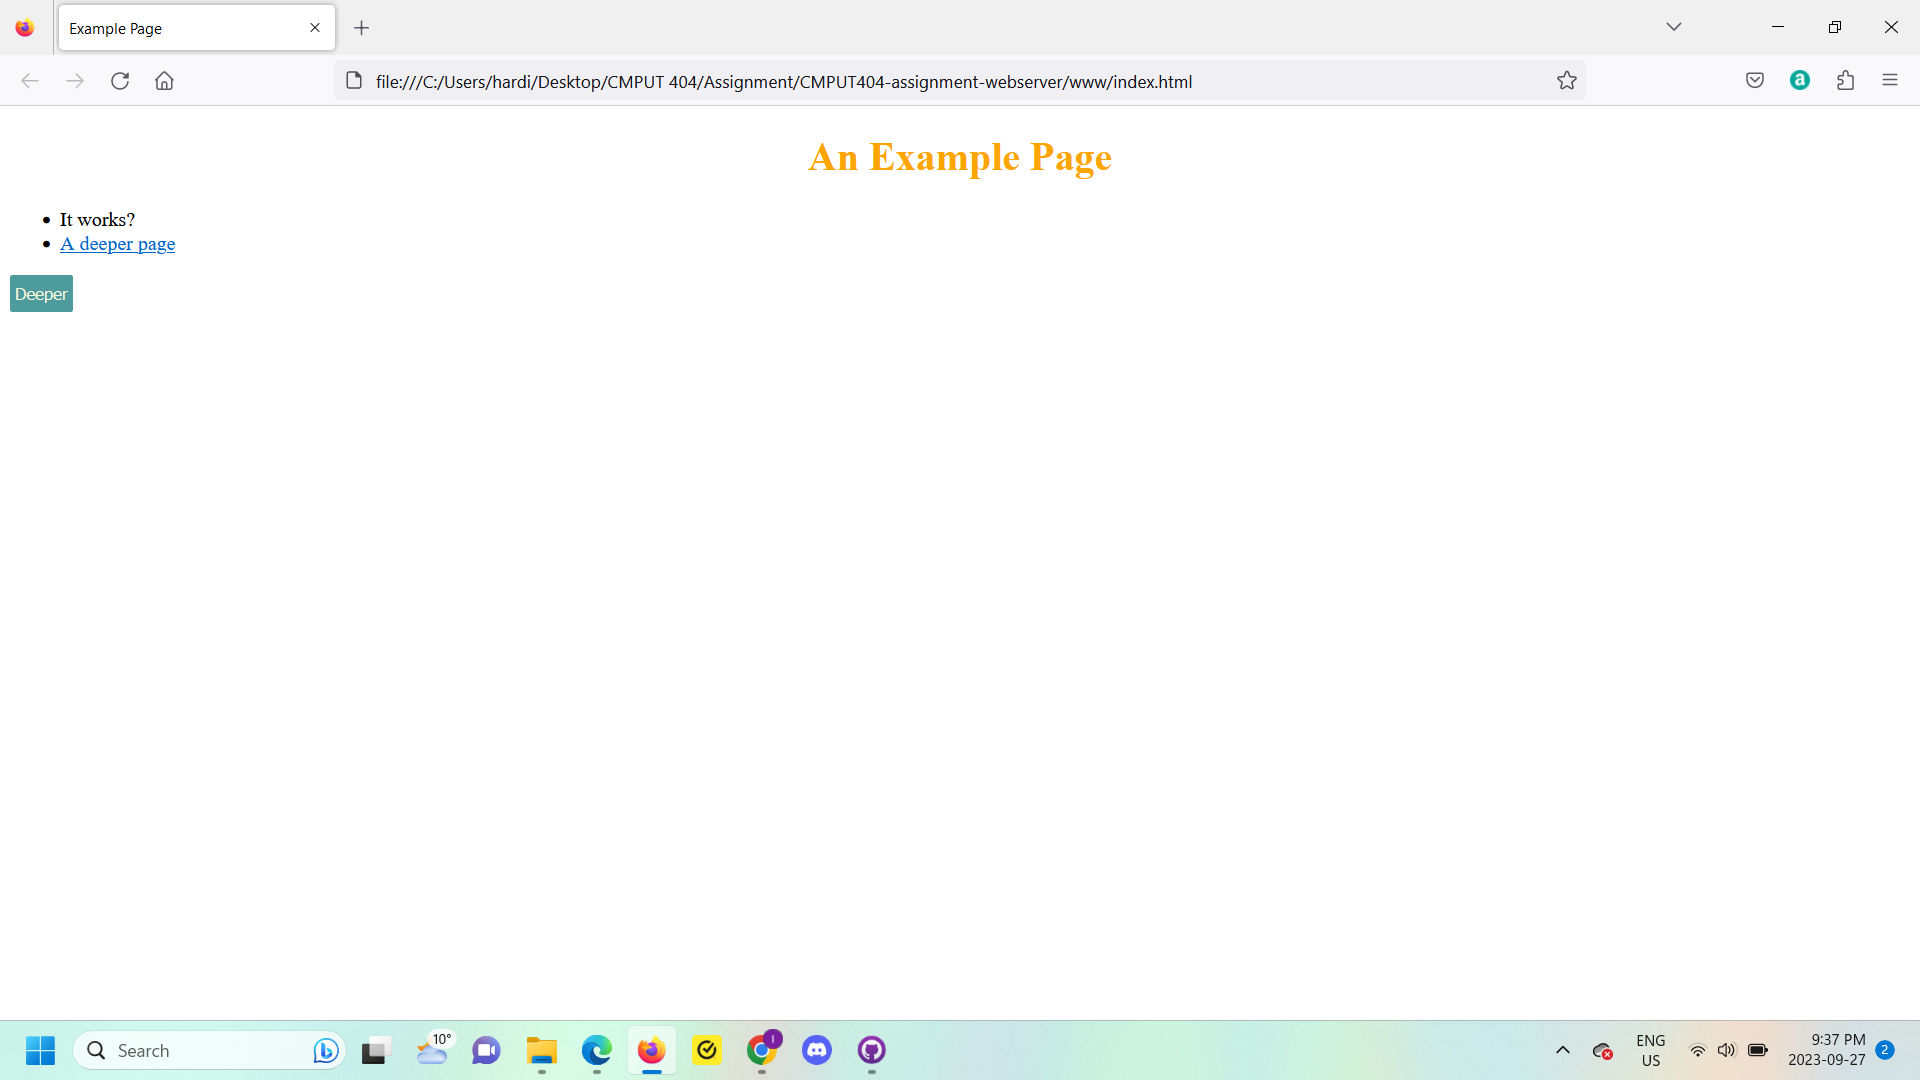 Example Page
file:///C:/Users/hardi/Desktop/CMPUT 404/Assignment/CMPUT404-assignment-webserver/www/index.html
An Example Page
It works?
A deeper page
Deeper
Search
10°
ENG
US
9:37 PM
2023-09-27
2